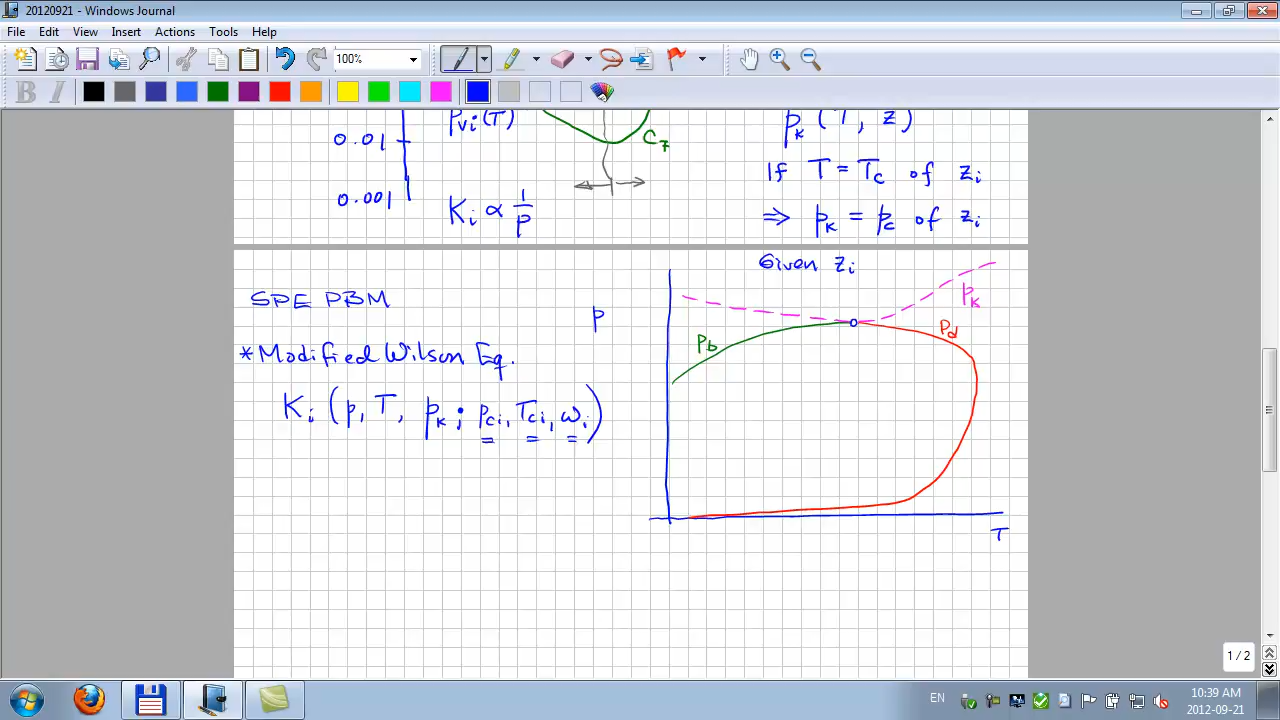 20120921 - Windows Journal
File Edit View Insert Actions Tools Help
100%
B I
0.01
0.001
Pvi(T)
C7
Ki ∝ 1/p
pK (T, z)
If T = Tc of zi
⇒ pK = pc of zi
SPE PBM
*Modified Wilson Eq.
Ki (p, T, pK; pci, Tci, ωi)
Given zi
p
pK
Pb
Pd
T
1 / 2
EN
10:39 AM
2012-09-21